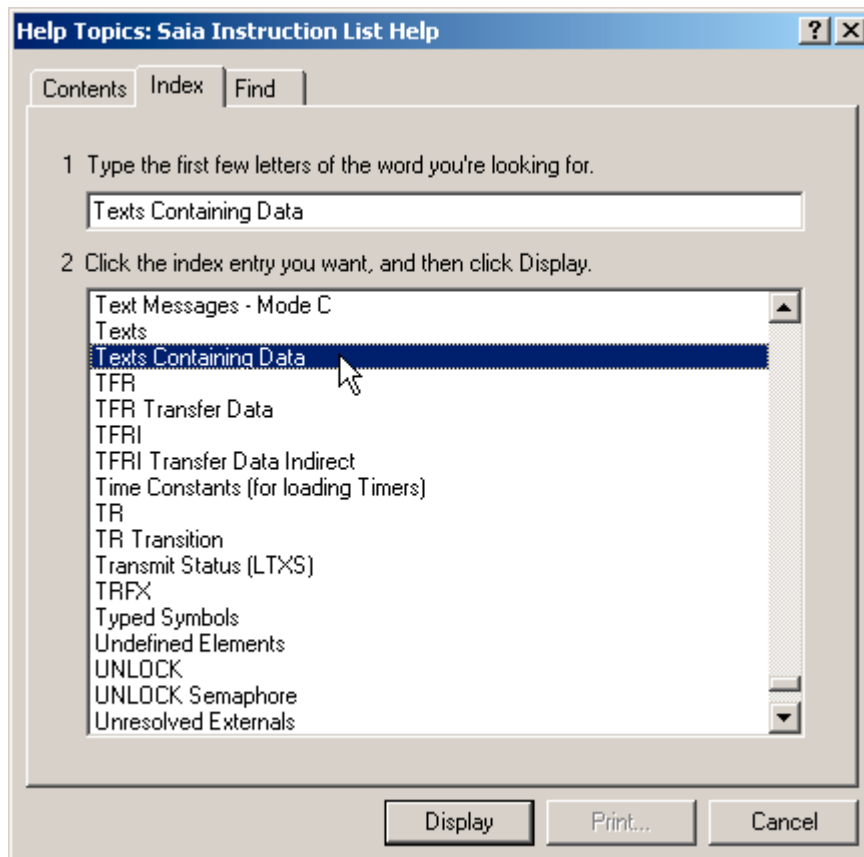 Help Topics: Saia Instruction List Help
Contents Index Find
1 Type the first few letters of the word you're looking for.
Texts Containing Data
2 Click the index entry you want, and then click Display.
Text Messages - Mode C
Texts
Texts Containing Data
TFR
TFR Transfer Data
TFRI
TFRI Transfer Data Indirect
Time Constants (for loading Timers)
TR
TR Transition
Transmit Status (LTXS)
TRFX
Typed Symbols
Undefined Elements
UNLOCK
UNLOCK Semaphore
Unresolved Externals
Display Print... Cancel